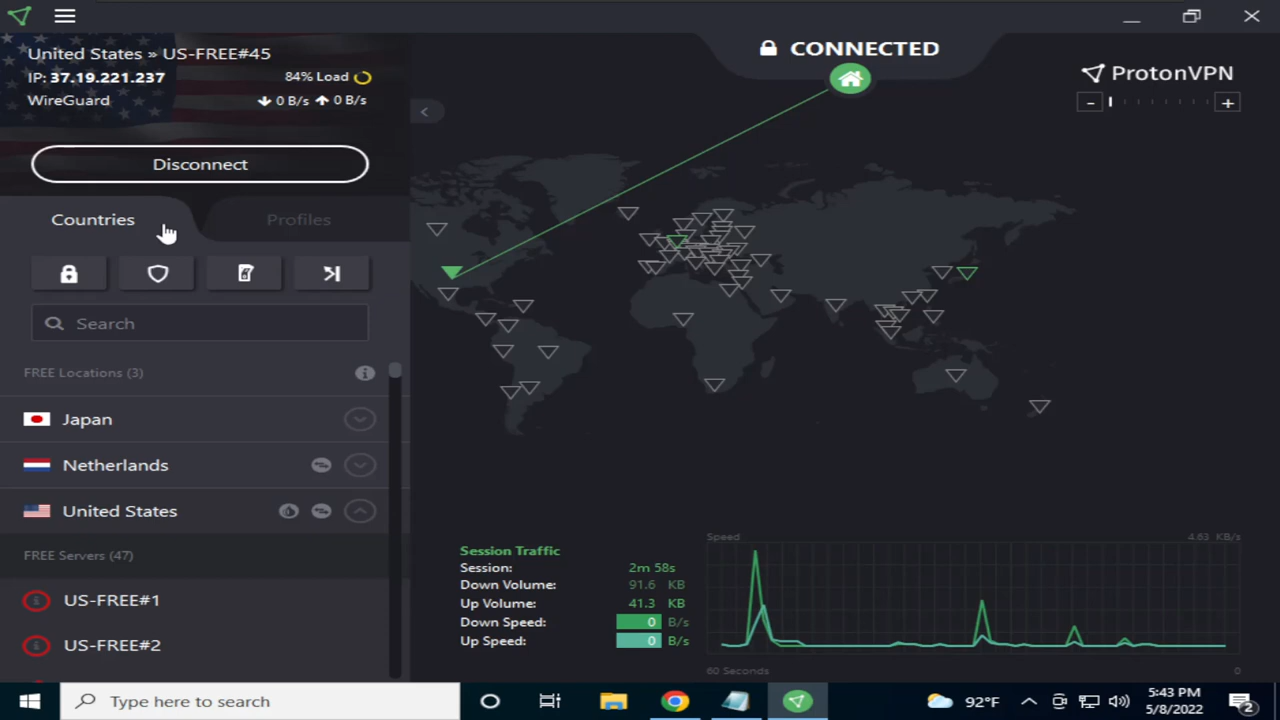 United States » US-FREE#45
IP: 37.19.221.237
84% Load
WireGuard
0 B/s
0 B/s
Disconnect
CONNECTED
ProtonVPN
- +
Countries
Profiles
Search
FREE Locations (3)
Japan
Netherlands
United States
FREE Servers (47)
US-FREE#1
US-FREE#2
Session Traffic
Session: 2m 58s
Down Volume: 91.6 KB
Up Volume: 41.3 KB
Down Speed: 0 B/s
Up Speed: 0 B/s
Speed
4.63 KB/s
60 Seconds
0
Type here to search
92°F
5:43 PM
5/8/2022
2